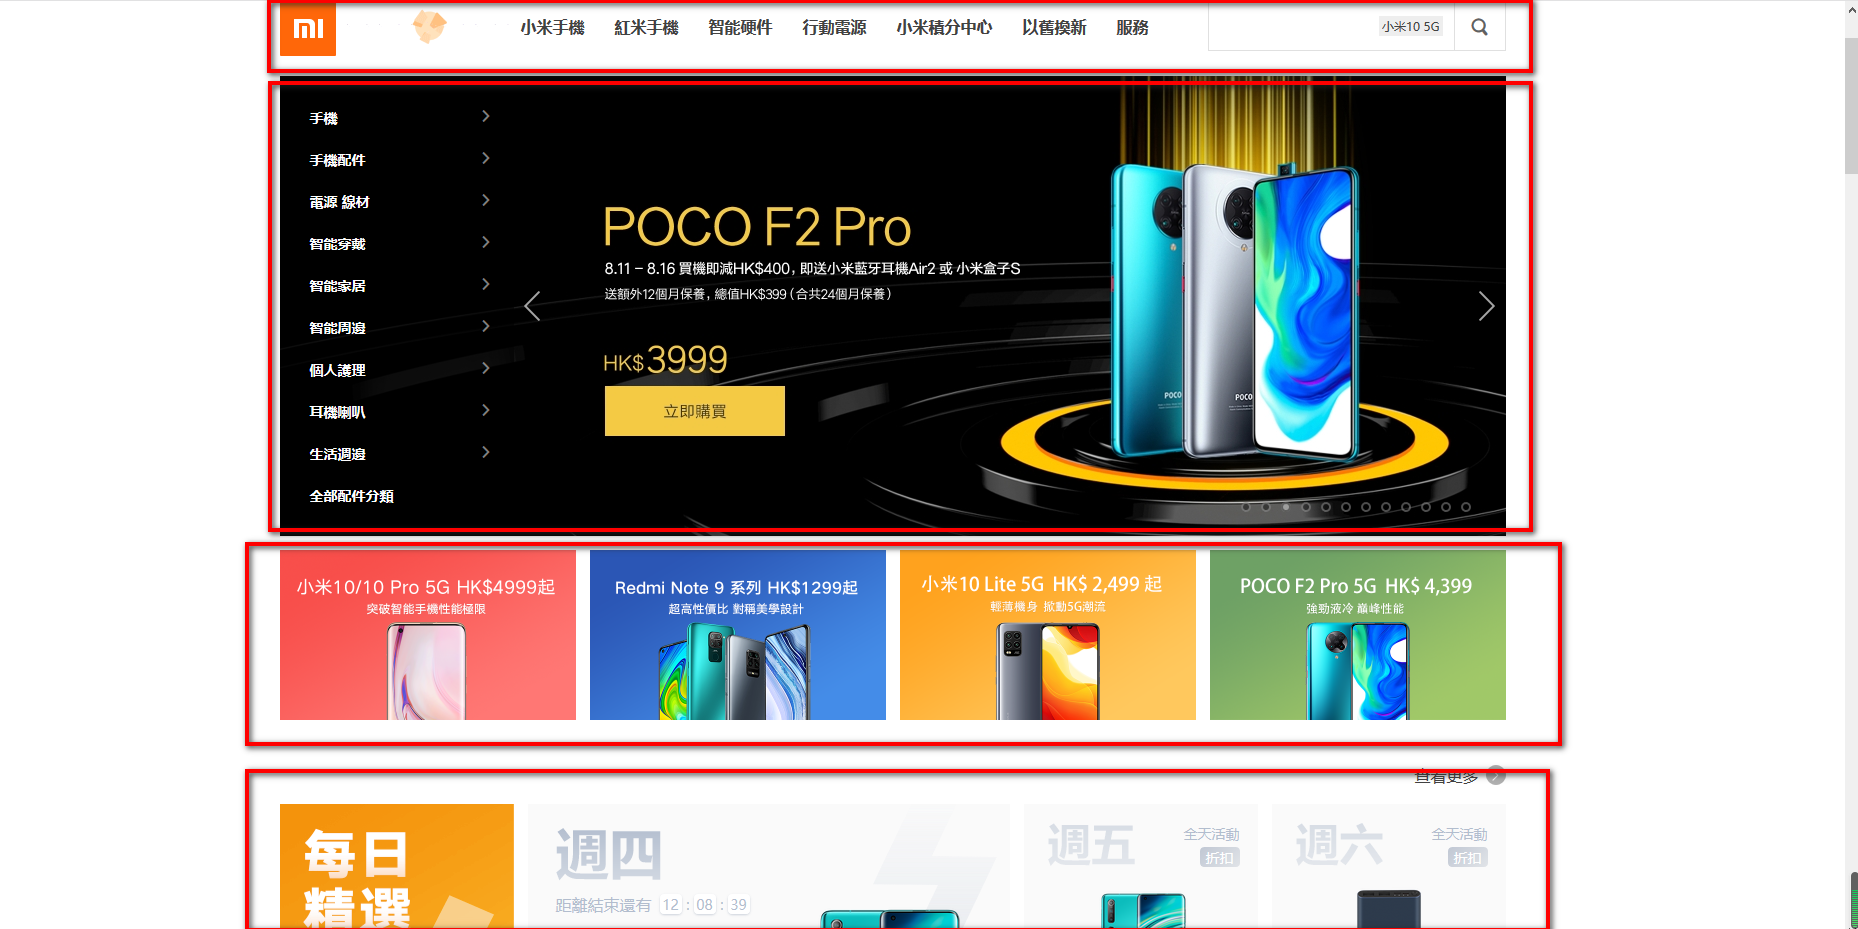 小米手機 紅米手機 智能硬件 行動電源 小米積分中心 以舊換新 服務 小米10 5G
手機
手機配件
電源 線材
智能穿戴
智能家居
智能周邊
個人護理
耳機喇叭
生活週邊
全部配件分類
POCO F2 Pro
8.11 – 8.16 買機即減HK$400, 即送小米藍牙耳機Air2 或 小米盒子S
送額外12個月保養, 總值HK$399 (合共24個月保養)
HK$ 3999
立即購買
POCO
POCO
小米10/10 Pro 5G HK$4999起
突破智能手機性能極限
Redmi Note 9 系列 HK$1299起
超高性價比 對稱美學設計
小米10 Lite 5G HK$ 2,499 起
輕薄機身 掀動5G潮流
POCO F2 Pro 5G HK$ 4,399
強勁液冷 巔峰性能
查看更多
每日
精選
週四
距離結束還有 12 : 08 : 39
週五
全天活動
折扣
週六
全天活動
折扣